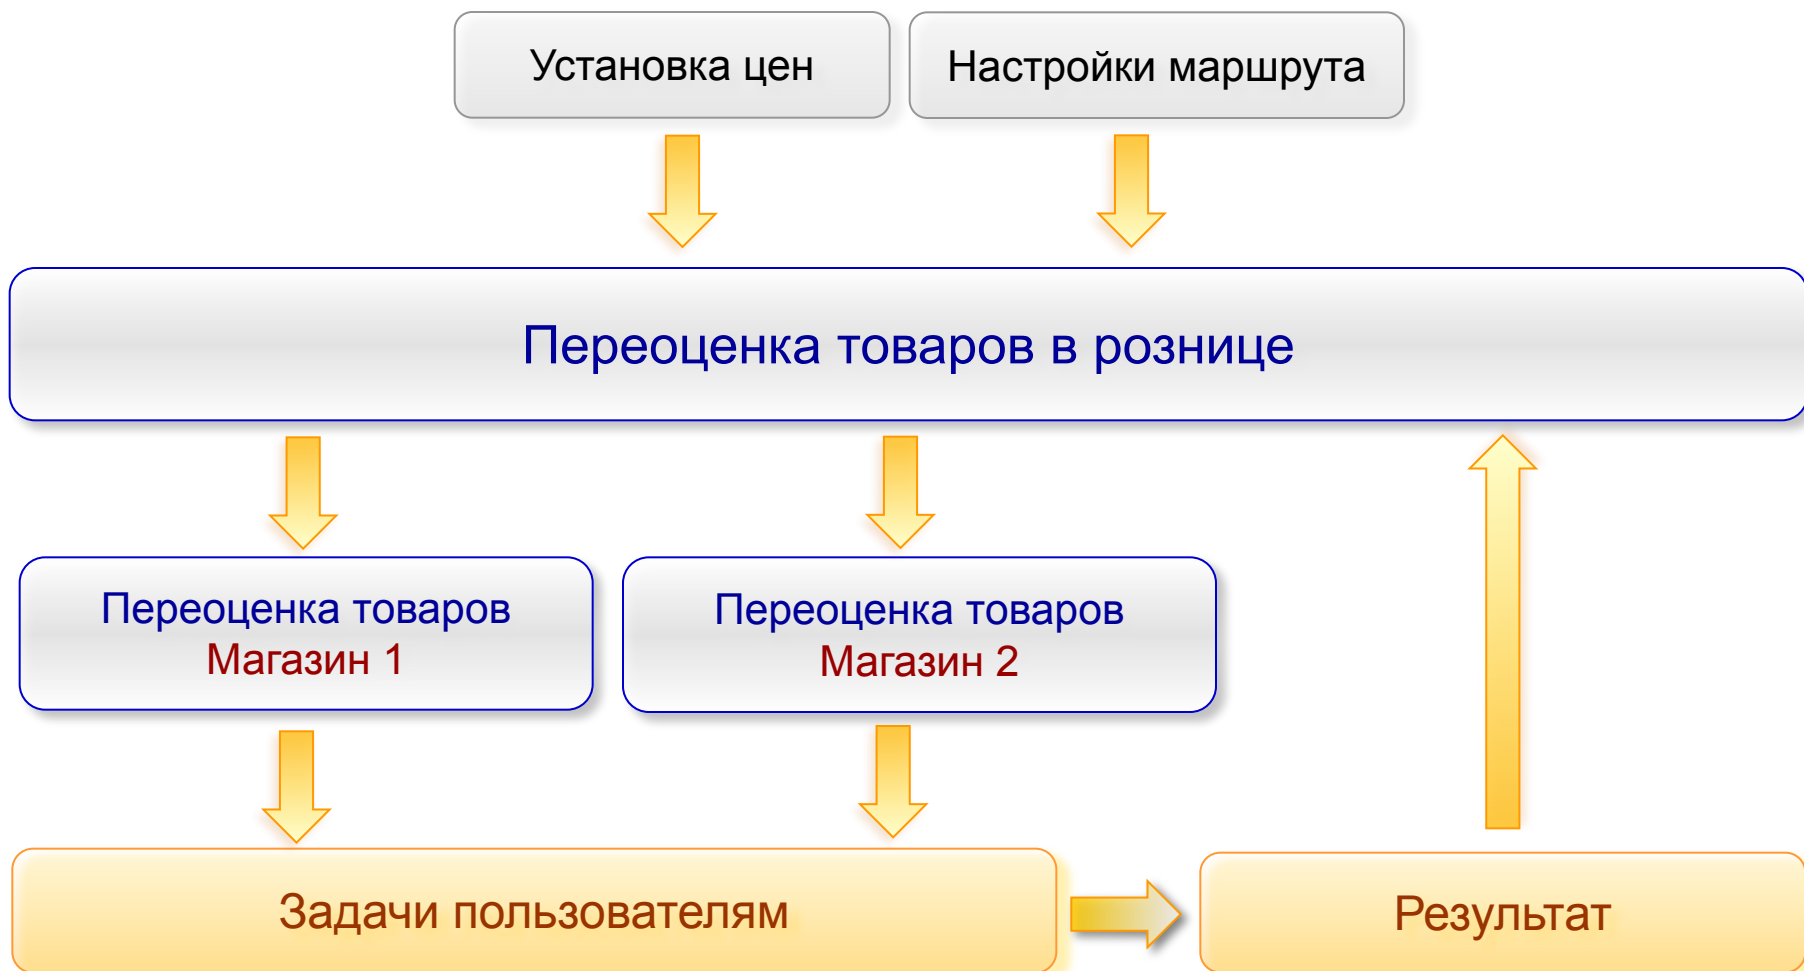 Установка цен
Настройки маршрута
Переоценка товаров в рознице
Переоценка товаров
Магазин 1
Переоценка товаров
Магазин 2
Задачи пользователям
Результат